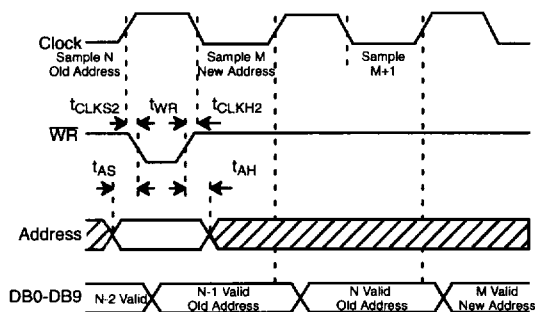 Clock
Sample N
Old Address
Sample M
New Address
Sample
M+1
tCLKS2
tWR
tCLKH2
WR
tAS
tAH
Address
DB0-DB9
N-2 Valid
N-1 Valid
Old Address
N Valid
Old Address
M Valid
New Address